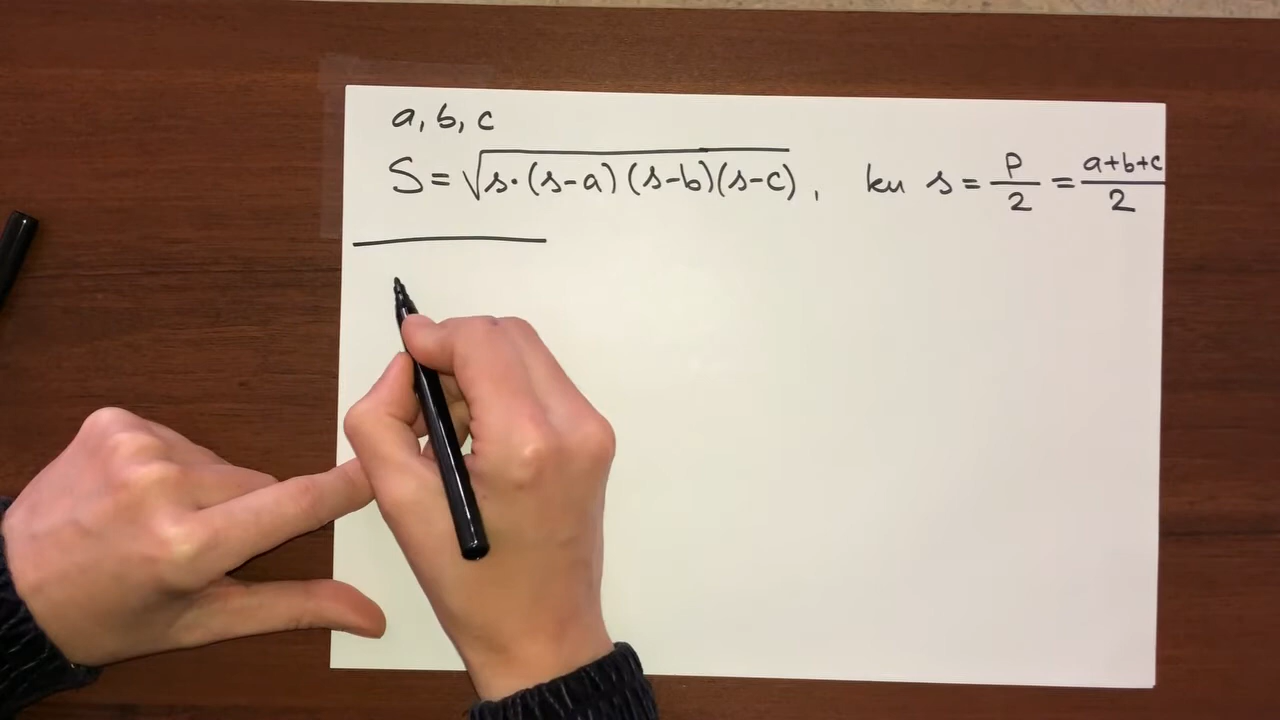 a, b, c
S = √s·(s-a)(s-b)(s-c), ku s = P/2 = a+b+c/2